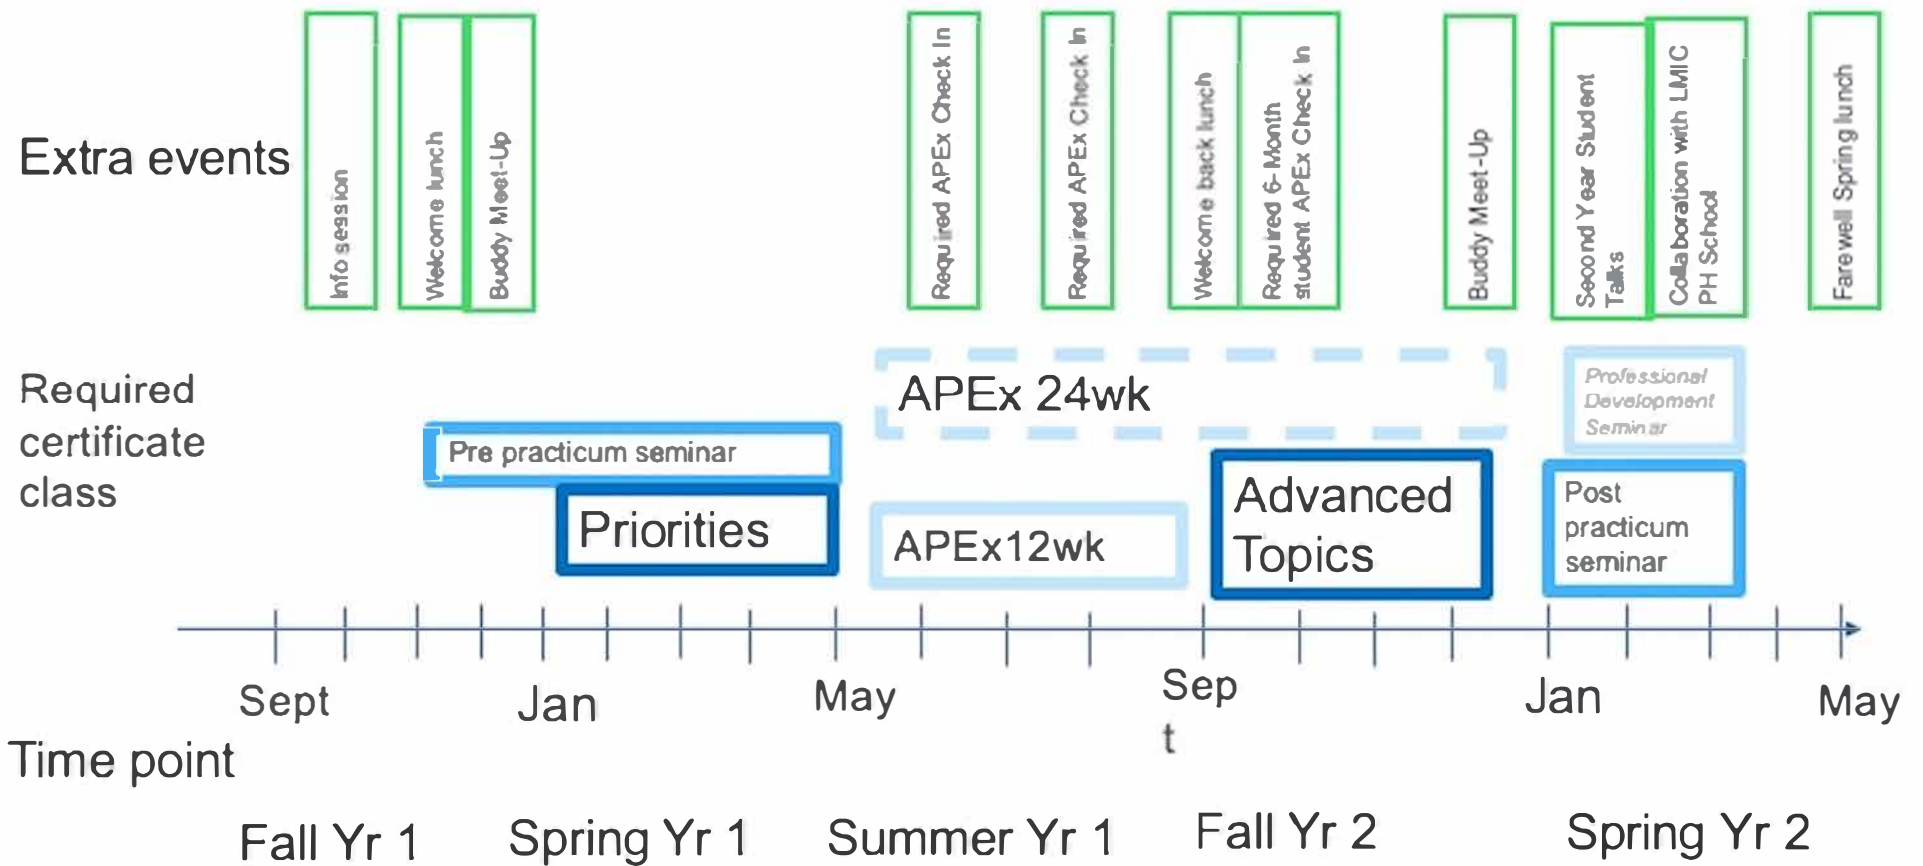 Extra events
Info session
Welcome lunch
Buddy Meet-Up
Required APEx Check In
Required APEx Check In
Welcome back lunch
Required 6-Month
student APEx Check In
Buddy Meet-Up
Second Year Student
Talks
Collaboration with LMIC
PH School
Farewell Spring lunch
Required
certificate
class
Pre practicum seminar
Priorities
APEx 24wk
APEx12wk
Advanced
Topics
Professional
Development
Seminar
Post
practicum
seminar
Sept
Jan
May
Sep
t
Jan
May
Time point
Fall Yr 1
Spring Yr 1
Summer Yr 1
Fall Yr 2
Spring Yr 2